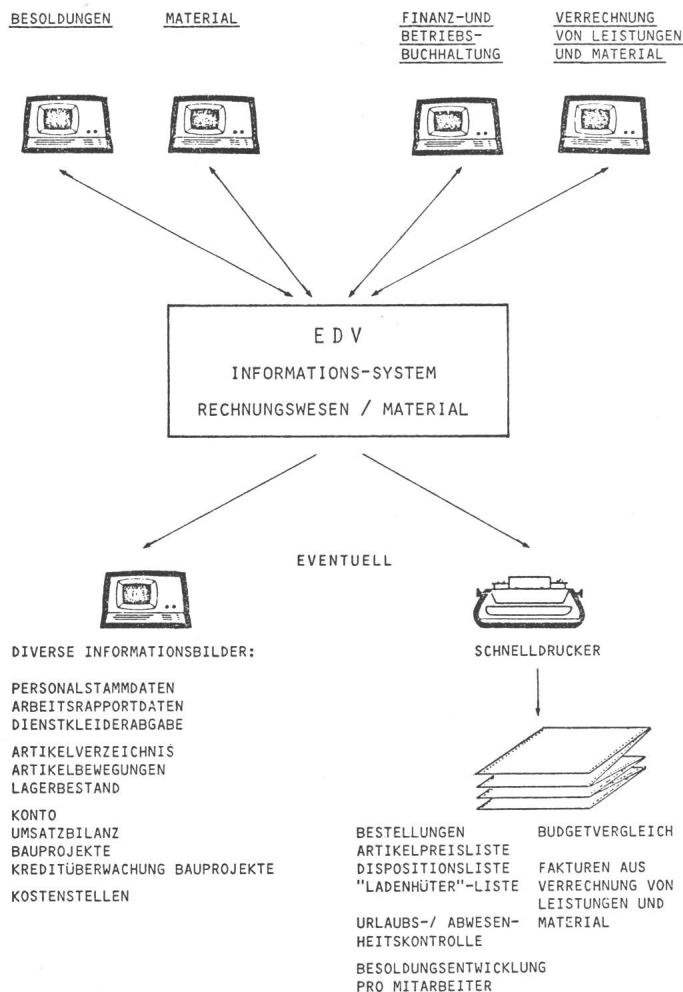 BESOLDUNGEN
MATERIAL
FINANZ-UND
BETRIEBS-
BUCHHALTUNG
VERRECHNUNG
VON LEISTUNGEN
UND MATERIAL
EDV
INFORMATIONS-SYSTEM
RECHNUNGSWESEN / MATERIAL
EVENTUELL
DIVERSE INFORMATIONSBILDER:
PERSONALSTAMMDATEN
ARBEITSRAPPORTDATEN
DIENSTKLEIDERABGABE
ARTIKELVERZEICHNIS
ARTIKELBEWEGUNGEN
LAGERBESTAND
KONTO
UMSATZBILANZ
BAUPROJEKTE
KREDITÜBERWACHUNG BAUPROJEKTE
KOSTENSTELLEN
SCHNELLDRUCKER
BESTELLUNGEN
ARTIKELPREISLISTE
DISPOSITIONSLISTE
"LADENHÜTER"-LISTE
URLAUBS-/ ABWESEN-
HEITSKONTROLLE
BESOLDUNGSENTWICKLUNG
PRO MITARBEITER
BUDGETVERGLEICH
FAKTUREN AUS
VERRECHNUNG VON
LEISTUNGEN UND
MATERIAL